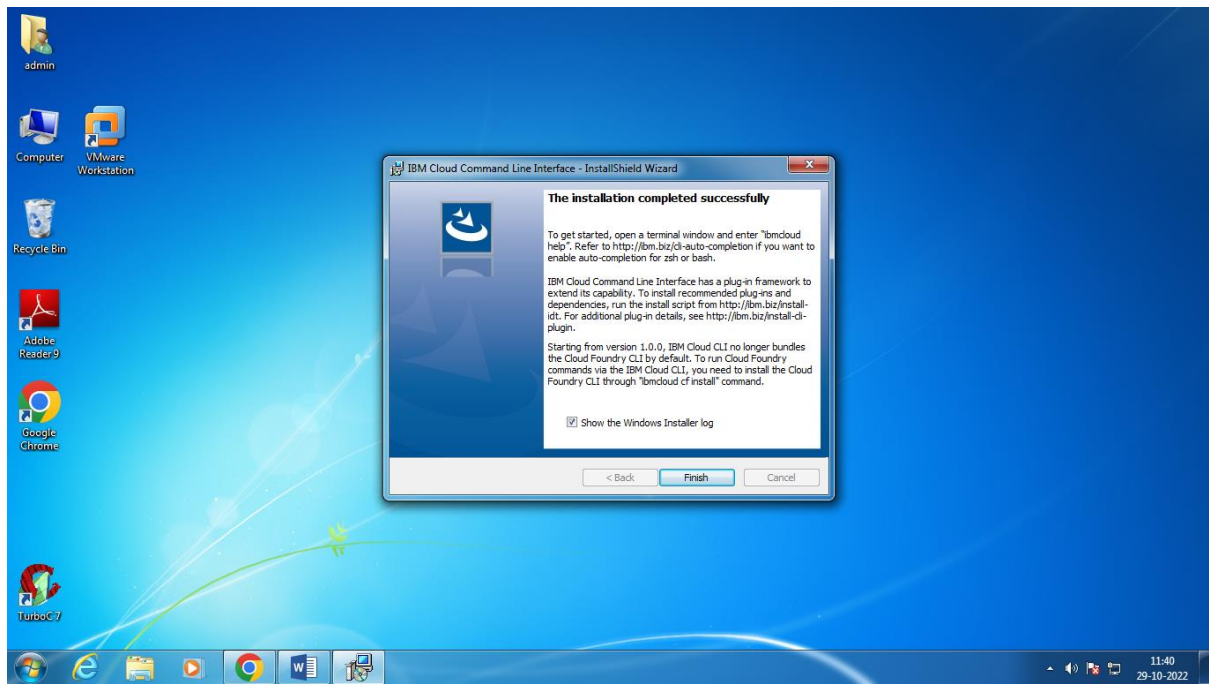 admin
Computer
VMware
Workstation
Recycle Bin
Adobe
Reader 9
Google
Chrome
TurboC 7
IBM Cloud Command Line Interface - InstallShield Wizard
The installation completed successfully
To get started, open a terminal window and enter "ibmcloud
help". Refer to http://ibm.biz/cli-auto-completion if you want to
enable auto-completion for zsh or bash.
IBM Cloud Command Line Interface has a plug-in framework to
extend its capability. To install recommended plug-ins and
dependencies, run the install script from http://ibm.biz/install-
idt. For additional plug-in details, see http://ibm.biz/install-cli-
plugin.
Starting from version 1.0.0, IBM Cloud CLI no longer bundles
the Cloud Foundry CLI by default. To run Cloud Foundry
commands via the IBM Cloud CLI, you need to install the Cloud
Foundry CLI through "ibmcloud cf install" command.
Show the Windows Installer log
< Back
Finish
Cancel
11:40
29-10-2022